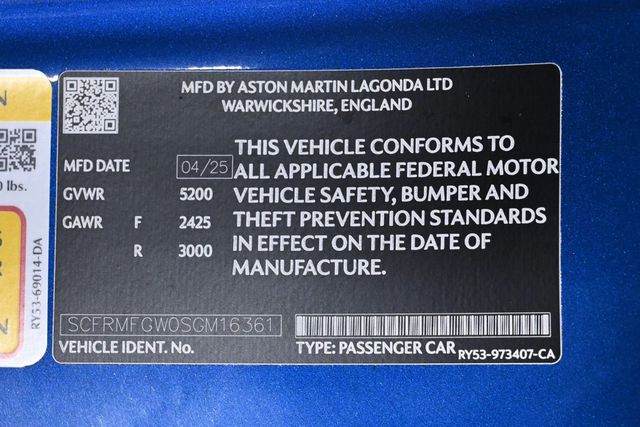 MFD BY ASTON MARTIN LAGONDA LTD
WARWICKSHIRE, ENGLAND
THIS VEHICLE CONFORMS TO
ALL APPLICABLE FEDERAL MOTOR
VEHICLE SAFETY, BUMPER AND
THEFT PREVENTION STANDARDS
IN EFFECT ON THE DATE OF
MANUFACTURE.
MFD DATE 04/25
GVWR 5200
GAWR F 2425
R 3000
SCFRMFGW0SGM16361
VEHICLE IDENT. No.
TYPE: PASSENGER CAR
RY53-973407-CA
lbs.
RY53-69014-DA